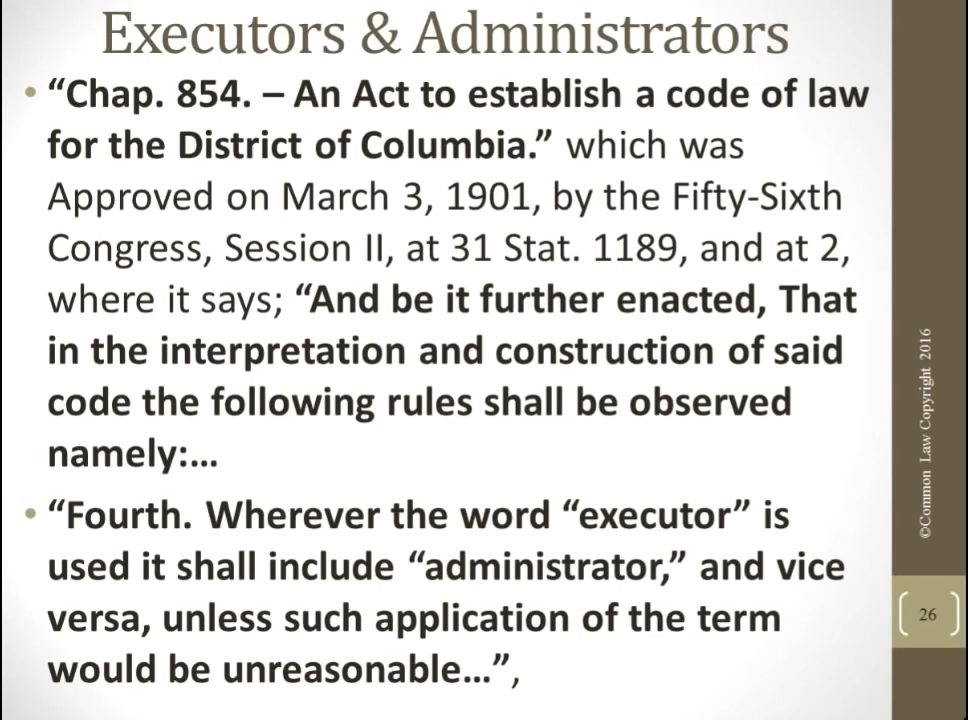 Executors & Administrators
• “Chap. 854. – An Act to establish a code of law
for the District of Columbia.” which was
Approved on March 3, 1901, by the Fifty-Sixth
Congress, Session II, at 31 Stat. 1189, and at 2,
where it says; “And be it further enacted, That
in the interpretation and construction of said
code the following rules shall be observed
namely:...
• “Fourth. Wherever the word “executor” is
used it shall include “administrator,” and vice
versa, unless such application of the term
would be unreasonable...”,
©Common Law Copyright 2016
26